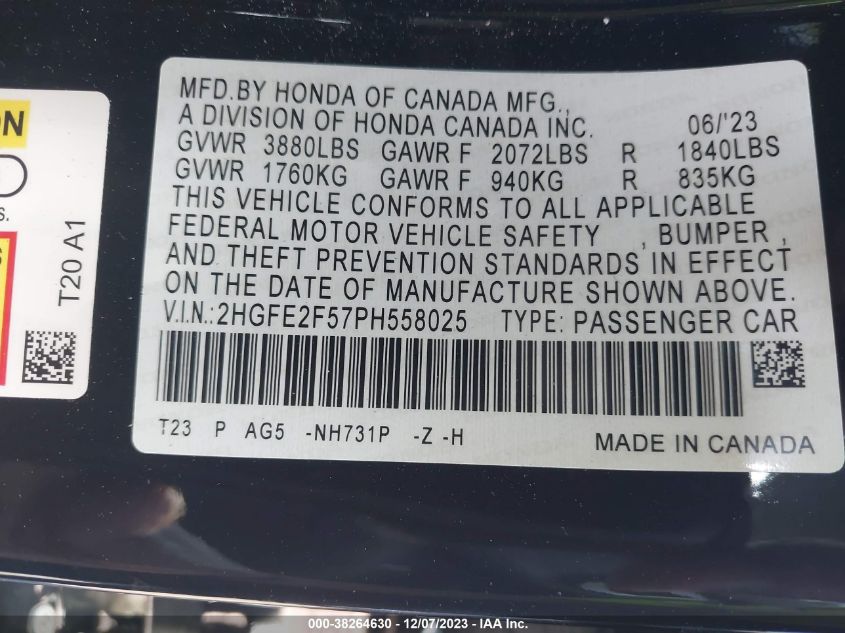 MFD.BY HONDA OF CANADA MFG.,
A DIVISION OF HONDA CANADA INC. 06/'23
GVWR 3880LBS GAWR F 2072LBS R 1840LBS
GVWR 1760KG GAWR F 940KG R 835KG
THIS VEHICLE CONFORMS TO ALL APPLICABLE
FEDERAL MOTOR VEHICLE SAFETY , BUMPER ,
AND THEFT PREVENTION STANDARDS IN EFFECT
ON THE DATE OF MANUFACTURE SHOWN ABOVE.
V.I.N.:2HGFE2F57PH558025 TYPE: PASSENGER CAR
T23 P AG5 -NH731P -Z -H
MADE IN CANADA
T20 A1
000-38264630 - 12/07/2023 - IAA Inc.